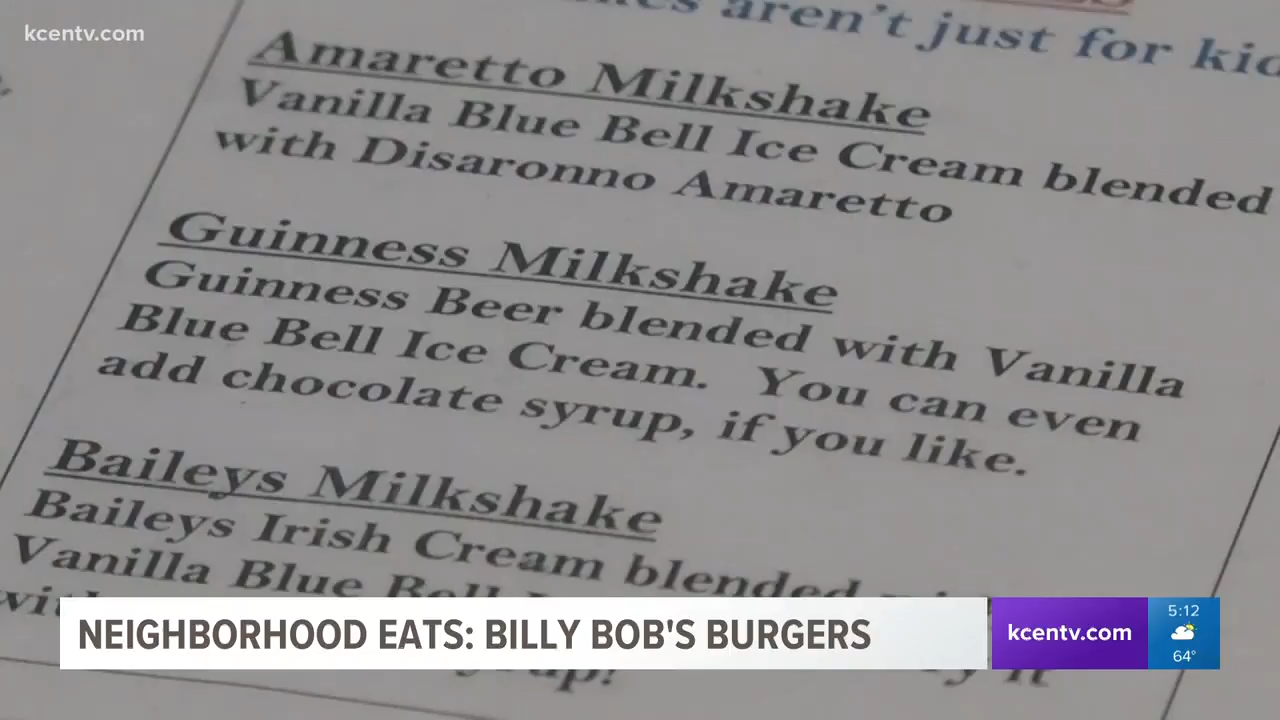 kcentv.com
aren't just for
Amaretto Milkshake
Vanilla Blue Bell Ice Cream blended
with Disaronno Amaretto
Guinness Milkshake
Guinness Beer blended with Vanilla
Blue Bell Ice Cream. You can even
add chocolate syrup, if you like.
Baileys Milkshake
Baileys Irish Cream blended
Vanilla Blue Bell
NEIGHBORHOOD EATS: BILLY BOB'S BURGERS
kcentv.com
5:12
64°